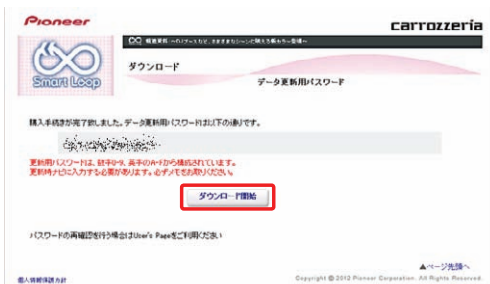 Pioneer
carrozzeria
Smart Loop
ダウンロード
データ更新用パスワード
購入手続きが完了致しました。データ更新用パスワードは以下の通りです。
更新用パスワードは、数字0-9、英字のA-Fから構成されています。
更新時ナビに入力する必要があります。必ずメモをお取りください。
ダウンロード開始
パスワードの再確認を行う場合はUser's Pageをご利用ください
▲ページ先頭へ
個人情報保護方針
Copyright © 2012 Pioneer Corporation. All Rights Reserved.